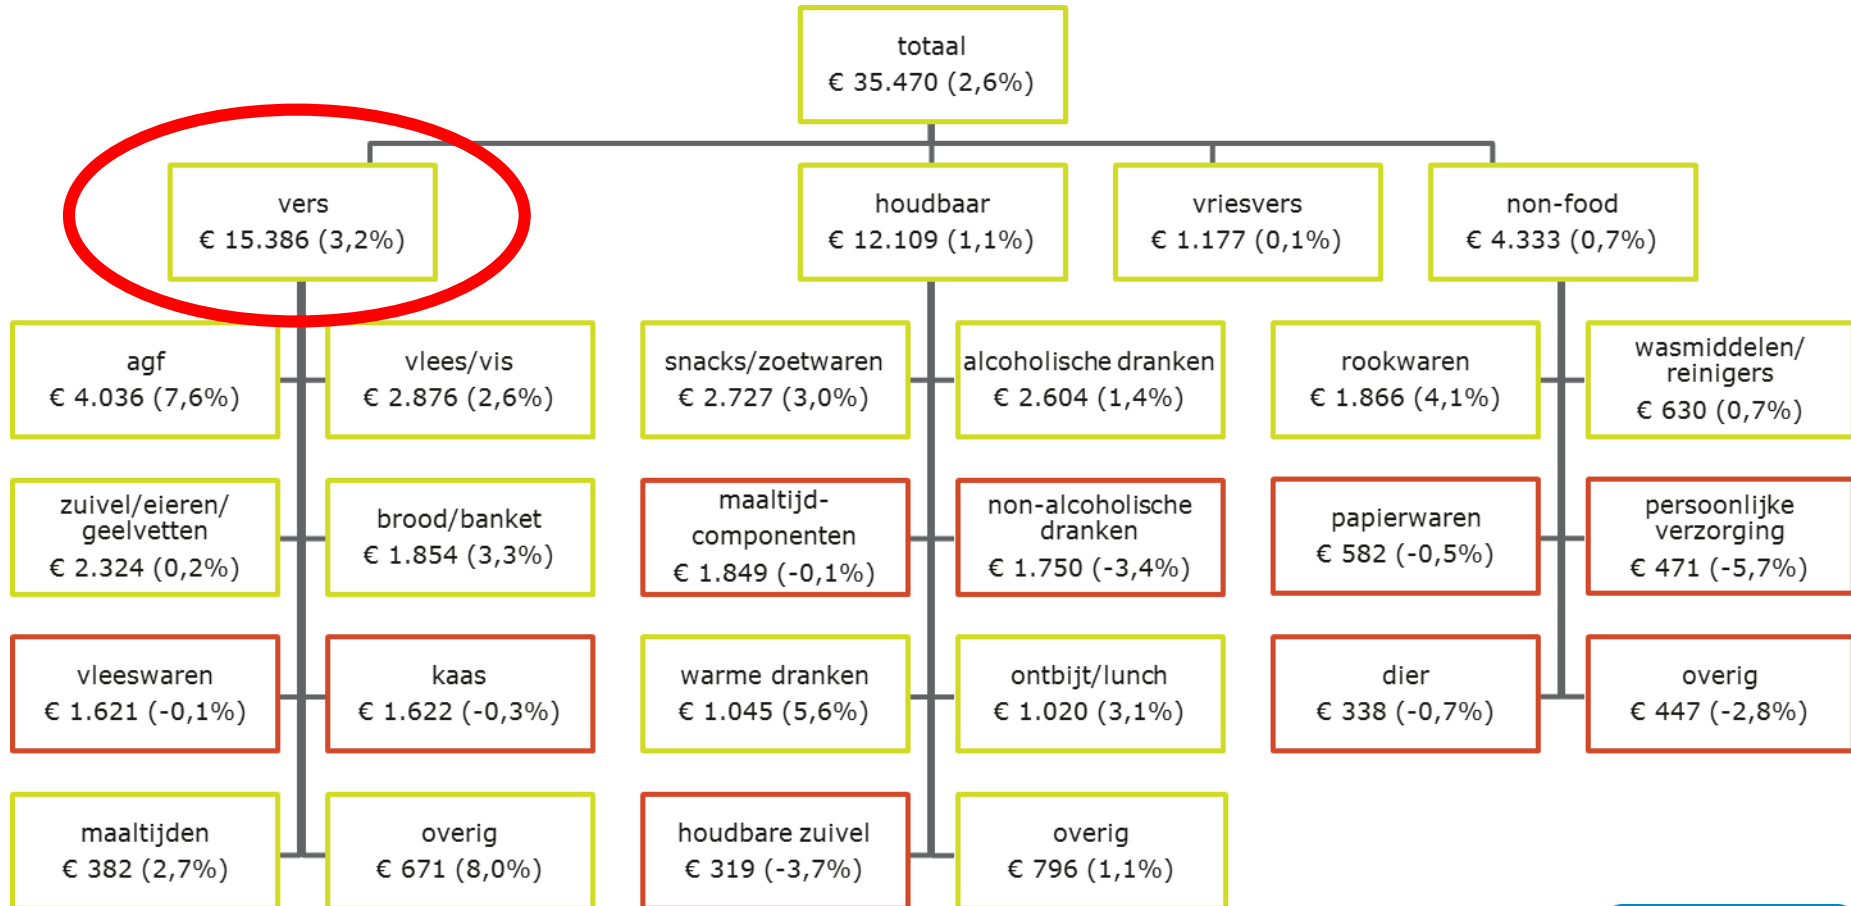 totaal
€ 35.470 (2,6%)
vers
€ 15.386 (3,2%)
houdbaar
€ 12.109 (1,1%)
vriesvers
€ 1.177 (0,1%)
non-food
€ 4.333 (0,7%)
agf
€ 4.036 (7,6%)
vlees/vis
€ 2.876 (2,6%)
snacks/zoetwaren
€ 2.727 (3,0%)
alcoholische dranken
€ 2.604 (1,4%)
rookwaren
€ 1.866 (4,1%)
wasmiddelen/
reinigers
€ 630 (0,7%)
zuivel/eieren/
geelvetten
€ 2.324 (0,2%)
brood/banket
€ 1.854 (3,3%)
maaltijd-
componenten
€ 1.849 (-0,1%)
non-alcoholische
dranken
€ 1.750 (-3,4%)
papierwaren
€ 582 (-0,5%)
persoonlijke
verzorging
€ 471 (-5,7%)
vleeswaren
€ 1.621 (-0,1%)
kaas
€ 1.622 (-0,3%)
warme dranken
€ 1.045 (5,6%)
ontbijt/lunch
€ 1.020 (3,1%)
dier
€ 338 (-0,7%)
overig
€ 447 (-2,8%)
maaltijden
€ 382 (2,7%)
overig
€ 671 (8,0%)
houdbare zuivel
€ 319 (-3,7%)
overig
€ 796 (1,1%)